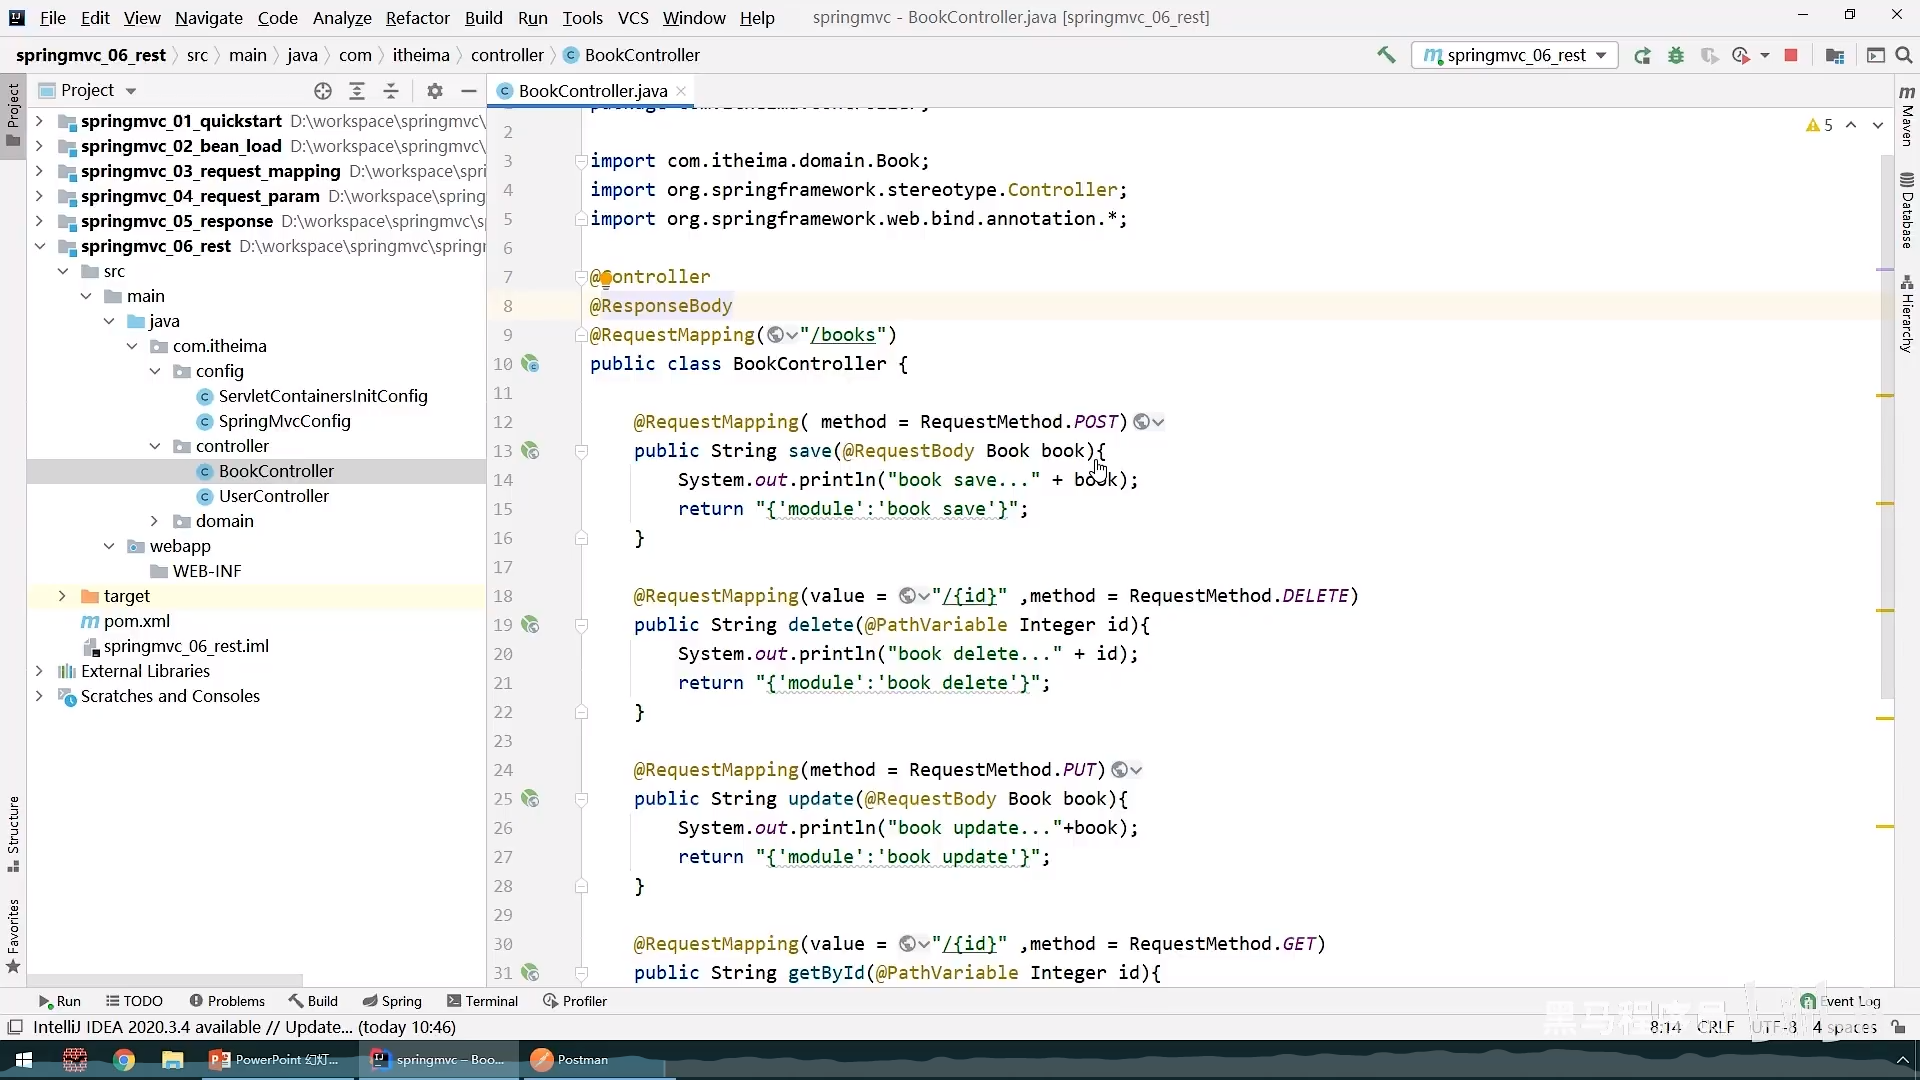 File Edit View Navigate Code Analyze Refactor Build Run Tools VCS Window Help springmvc - BookController.java [springmvc_06_rest]
springmvc_06_rest src main java com itheima controller BookController springmvc_06_rest
Project
BookController.java
5
springmvc_01_quickstart D:\workspace\springmvc\
springmvc_02_bean_load D:\workspace\springmvc\
springmvc_03_request_mapping D:\workspace\spri
springmvc_04_request_param D:\workspace\spring
springmvc_05_response D:\workspace\springmvc\s
springmvc_06_rest D:\workspace\springmvc\spring
src
main
java
com.itheima
config
ServletContainersInitConfig
SpringMvcConfig
controller
BookController
UserController
domain
webapp
WEB-INF
target
pom.xml
springmvc_06_rest.iml
External Libraries
Scratches and Consoles
2
3 import com.itheima.domain.Book;
4 import org.springframework.stereotype.Controller;
5 import org.springframework.web.bind.annotation.*;
6
7 @Controller
8 @ResponseBody
9 @RequestMapping("/books")
10 public class BookController {
11
12 @RequestMapping( method = RequestMethod.POST)
13 public String save(@RequestBody Book book){
14 System.out.println("book save..." + book);
15 return "{'module':'book save'}";
16 }
17
18 @RequestMapping(value = "/{id}" ,method = RequestMethod.DELETE)
19 public String delete(@PathVariable Integer id){
20 System.out.println("book delete..." + id);
21 return "{'module':'book delete'}";
22 }
23
24 @RequestMapping(method = RequestMethod.PUT)
25 public String update(@RequestBody Book book){
26 System.out.println("book update..."+book);
27 return "{'module':'book update'}";
28 }
29
30 @RequestMapping(value = "/{id}" ,method = RequestMethod.GET)
31 public String getById(@PathVariable Integer id){
Project
Structure
Favorites
Maven
Database
Hierarchy
Run TODO Problems Build Spring Terminal Profiler Event Log
IntelliJ IDEA 2020.3.4 available // Update... (today 10:46) 8:14 CRLF UTF-8 4 spaces
黑马程序员
PowerPoint 幻灯... springmvc – Boo... Postman